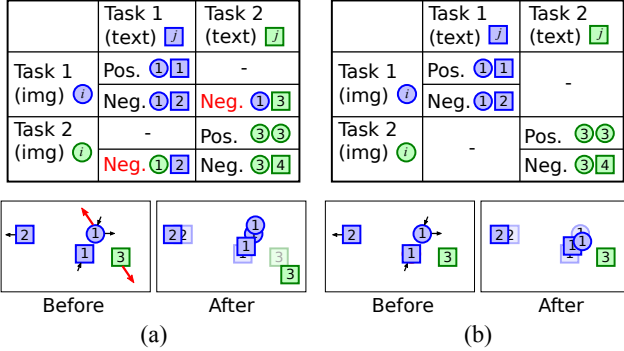 Task 1 (text) j
Task 2 (text) j
Task 1 (img) i
Pos. 1 1
-
Neg. 1 2
Neg. 1 3
Task 2 (img) i
-
Pos. 3 3
Neg. 1 2
Neg. 3 4
2 1 1 3
2 2 1 1 1 3 3
Before
After
(a)
Task 1 (text) j
Task 2 (text) j
Task 1 (img) i
Pos. 1 1
Neg. 1 2
-
Task 2 (img) i
-
Pos. 3 3
Neg. 3 4
2 1 1 3
2 2 1 1 1 1 3
Before
After
(b)